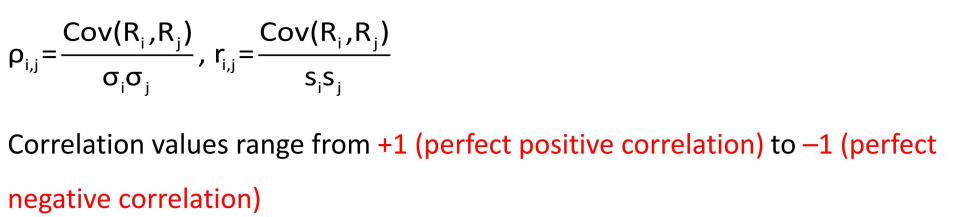 ρi,j= Cov(Ri,Rj) / σiσj , ri,j= Cov(Ri,Rj) / sisj
Correlation values range from +1 (perfect positive correlation) to –1 (perfect
negative correlation)